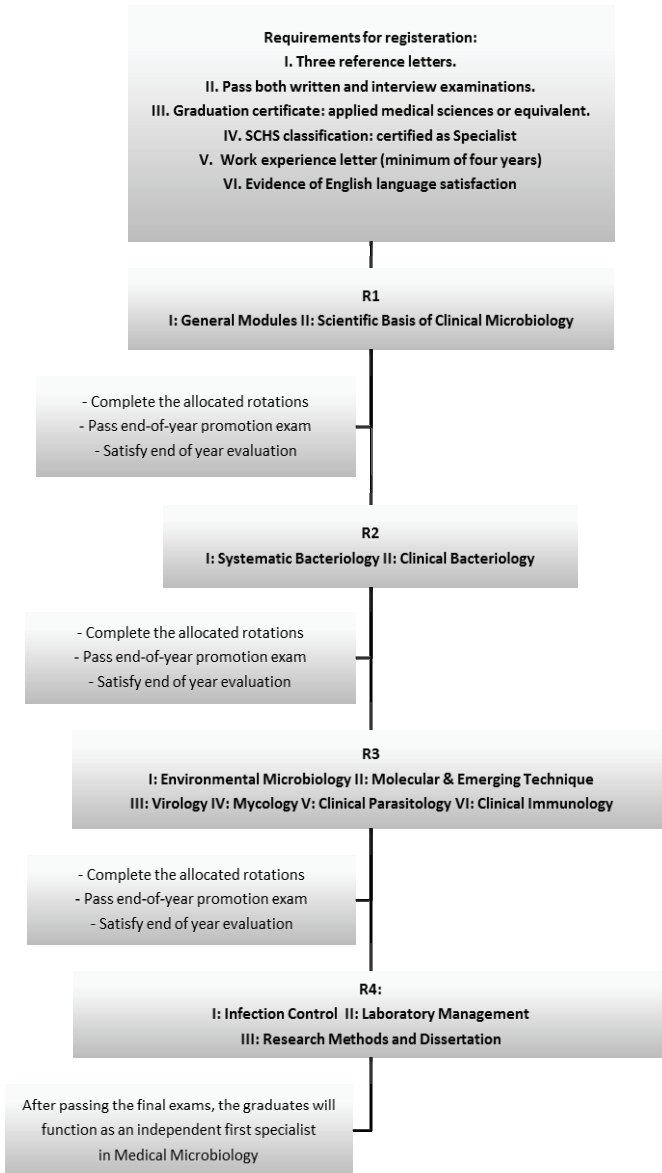 Requirements for registeration:
I. Three reference letters.
II. Pass both written and interview examinations.
III. Graduation certificate: applied medical sciences or equivalent.
IV. SCHS classification: certified as Specialist
V. Work experience letter (minimum of four years)
VI. Evidence of English language satisfaction
R1
I: General Modules II: Scientific Basis of Clinical Microbiology
- Complete the allocated rotations
- Pass end-of-year promotion exam
- Satisfy end of year evaluation
R2
I: Systematic Bacteriology II: Clinical Bacteriology
- Complete the allocated rotations
- Pass end-of-year promotion exam
- Satisfy end of year evaluation
R3
I: Environmental Microbiology II: Molecular & Emerging Technique
III: Virology IV: Mycology V: Clinical Parasitology VI: Clinical Immunology
- Complete the allocated rotations
- Pass end-of-year promotion exam
- Satisfy end of year evaluation
R4:
I: Infection Control II: Laboratory Management
III: Research Methods and Dissertation
After passing the final exams, the graduates will
function as an independent first specialist
in Medical Microbiology